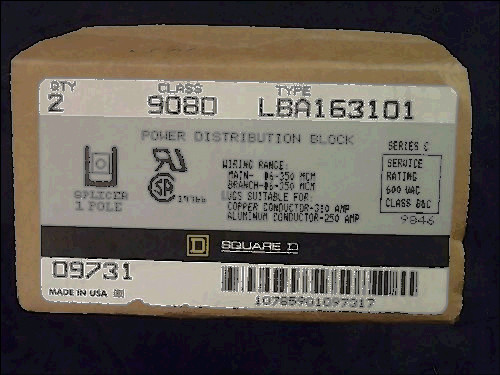 QTY CLASS TYPE
2 9080 LBA163101
POWER DISTRIBUTION BLOCK
SERIES C
WIRING RANGE:
MAIN- #6-350 MCM
BRANCH-#6-350 MCM
LUGS SUITABLE FOR:
COPPER CONDUCTOR-310 AMP
ALUMINUM CONDUCTOR-250 AMP
SERVICE
RATING
600 VAC
CLASS B&C
9846
SPLICER
1 POLE
SA
D SQUARE D
09731
MADE IN USA
10785901097317